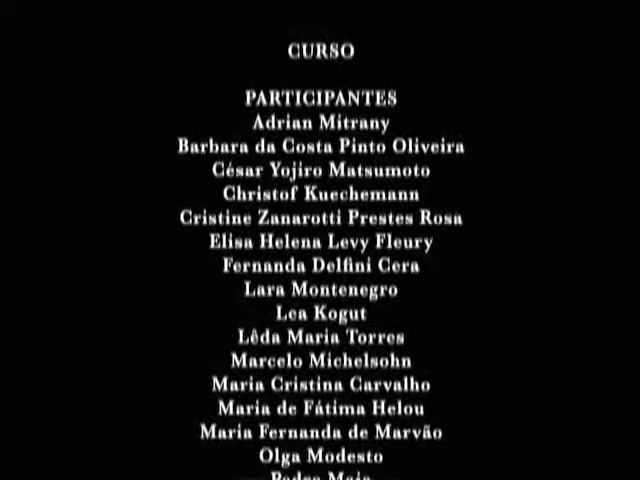 CURSO
PARTICIPANTES
Adrian Mitrany
Barbara da Costa Pinto Oliveira
César Yojiro Matsumoto
Christof Kuechemann
Cristine Zanarotti Prestes Rosa
Elisa Helena Levy Fleury
Fernanda Delfini Cera
Lara Montenegro
Lea Kogut
Lêda Maria Torres
Marcelo Michelsohn
Maria Cristina Carvalho
Maria de Fátima Helou
Maria Fernanda de Marvão
Olga Modesto